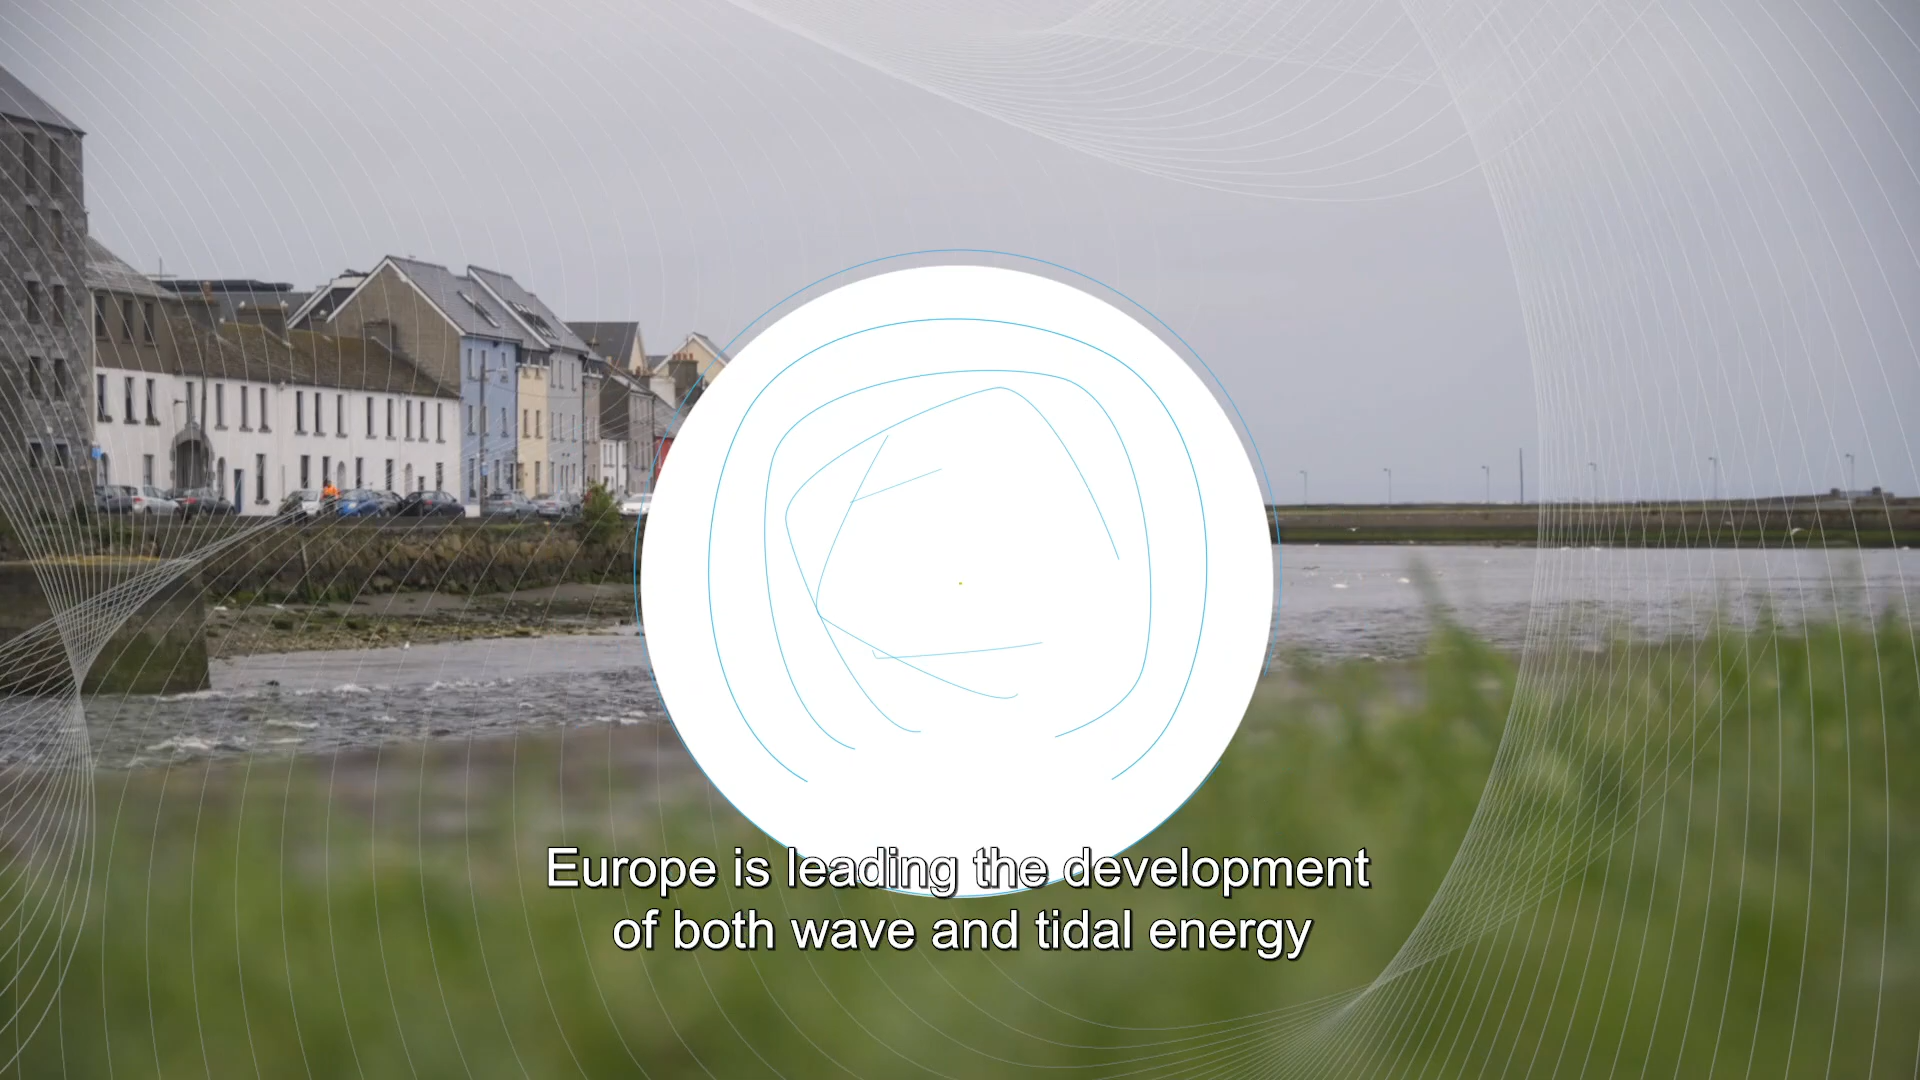 Europe is leading the development
of both wave and tidal energy